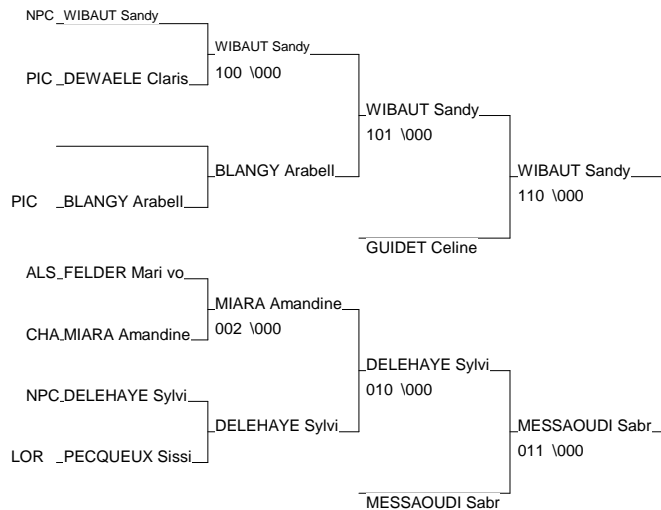 NPC WIBAUT Sandy
WIBAUT Sandy
100 \000
PIC DEWAELE Claris
WIBAUT Sandy
101 \000
BLANGY Arabell
WIBAUT Sandy
110 \000
PIC BLANGY Arabell
GUIDET Celine
ALS FELDER Mari vo
MIARA Amandine
002 \000
CHA MIARA Amandine
DELEHAYE Sylvi
010 \000
NPC DELEHAYE Sylvi
DELEHAYE Sylvi
MESSAOUDI Sabr
011 \000
LOR PECQUEUX Sissi
MESSAOUDI Sabr